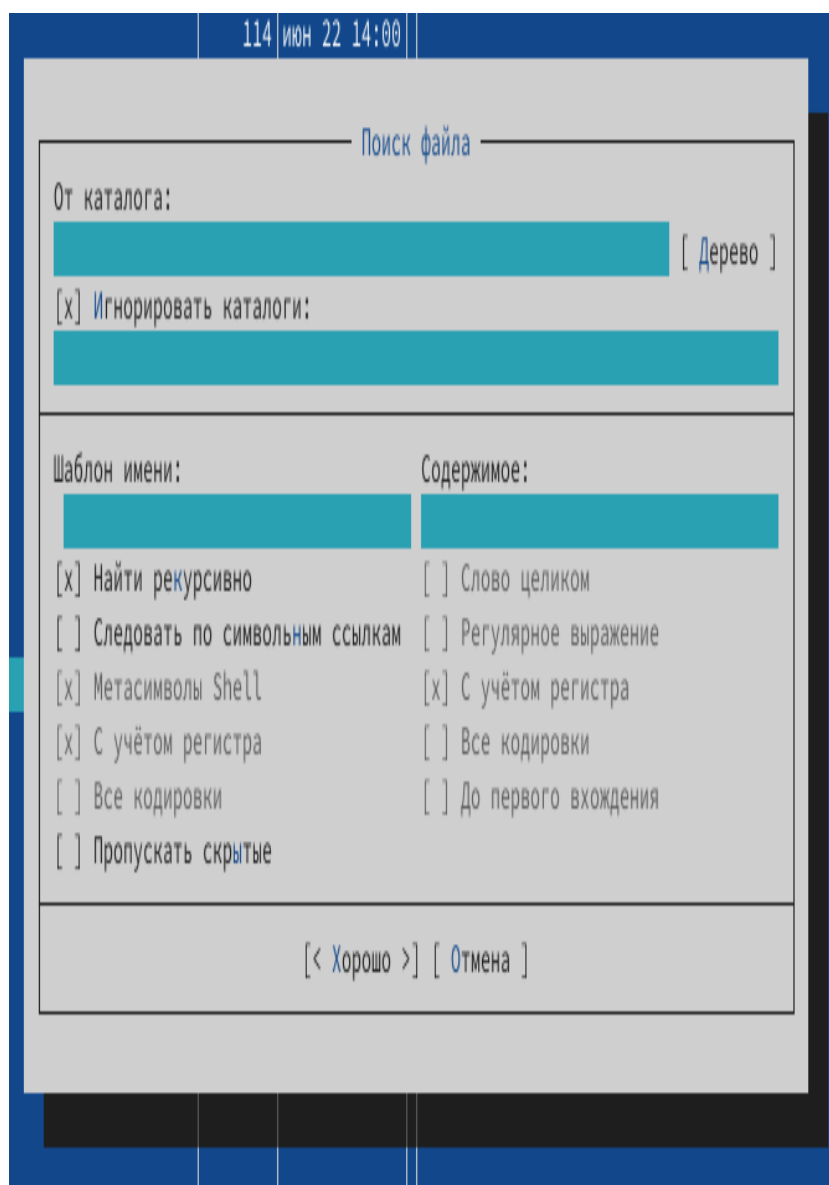 114 июн 22 14:00
Поиск файла
От каталога:
[ Дерево ]
[x] Игнорировать каталоги:
Шаблон имени: Содержимое:
[x] Найти рекурсивно [ ] Слово целиком
[ ] Следовать по символьным ссылкам [ ] Регулярное выражение
[x] Метасимволы Shell [x] С учётом регистра
[x] С учётом регистра [ ] Все кодировки
[ ] Все кодировки [ ] До первого вхождения
[ ] Пропускать скрытые
[< Хорошо >] [ Отмена ]